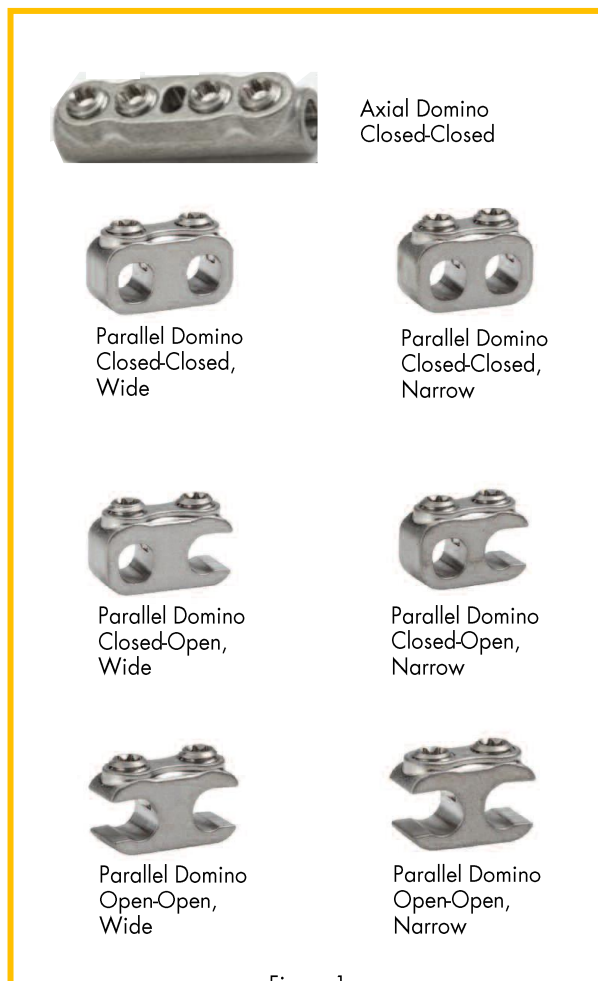 Axial Domino
Closed-Closed
Parallel Domino
Closed-Closed,
Wide
Parallel Domino
Closed-Closed,
Narrow
Parallel Domino
Closed-Open,
Wide
Parallel Domino
Closed-Open,
Narrow
Parallel Domino
Open-Open,
Wide
Parallel Domino
Open-Open,
Narrow